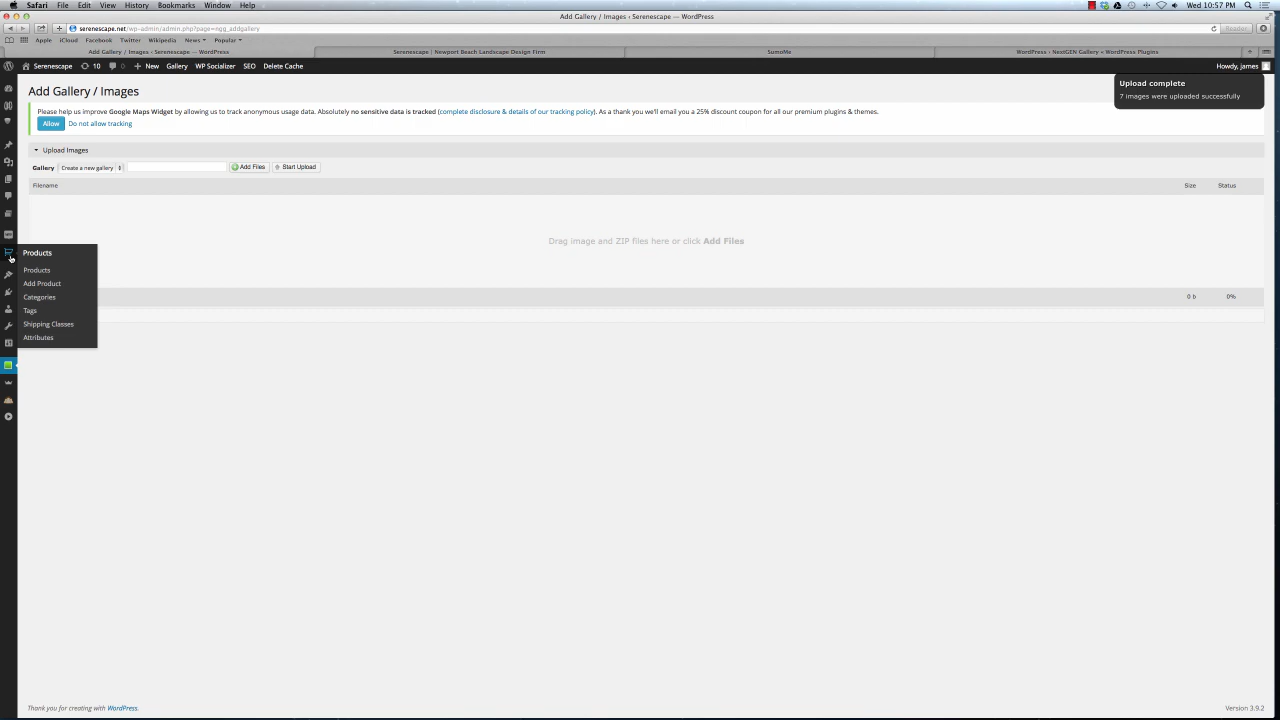 Safari File Edit View History Bookmarks Window Help
Wed 10:57 PM
Add Gallery / Images ‹ Serenescape — WordPress
serenescape.net/wp-admin/admin.php?page=ngg_addgallery
Reader
Apple iCloud Facebook Twitter Wikipedia News Popular
Add Gallery / Images ‹ Serenescape — WordPress
Serenescape | Newport Beach Landscape Design Firm
SumoMe
WordPress › NextGEN Gallery « WordPress Plugins
Serenescape 10 0 New Gallery WP Socializer SEO Delete Cache
Howdy, james
Add Gallery / Images
Upload complete
7 images were uploaded successfully
Please help us improve Google Maps Widget by allowing us to track anonymous usage data. Absolutely no sensitive data is tracked (complete disclosure & details of our tracking policy). As a thank you we'll email you a 25% discount coupon for all our premium plugins & themes.
Allow Do not allow tracking
Upload Images
Gallery Create a new gallery Add Files Start Upload
Filename Size Status
Drag image and ZIP files here or click Add Files
0 b 0%
Products
Products
Add Product
Categories
Tags
Shipping Classes
Attributes
Thank you for creating with WordPress.
Version 3.9.2